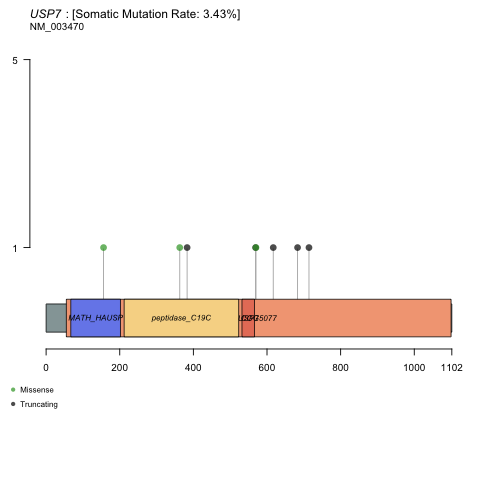 USP7 : [Somatic Mutation Rate: 3.43%]
NM_003470
5
1
MATH_HAUSP
peptidase_C19C
0
200
400
600
800
1000
1102
Missense
Truncating